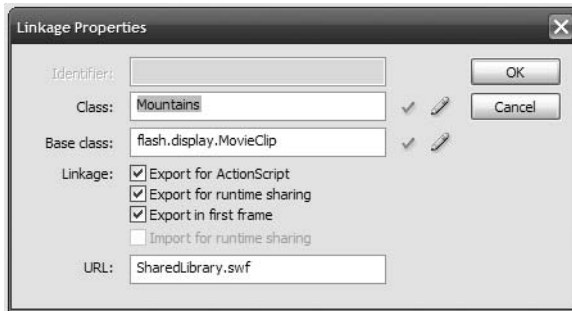 Linkage Properties
Identifier:
OK
Class: Mountains
Cancel
Base class: flash.display.MovieClip
Linkage: Export for ActionScript
Export for runtime sharing
Export in first frame
Import for runtime sharing
URL: SharedLibrary.swf